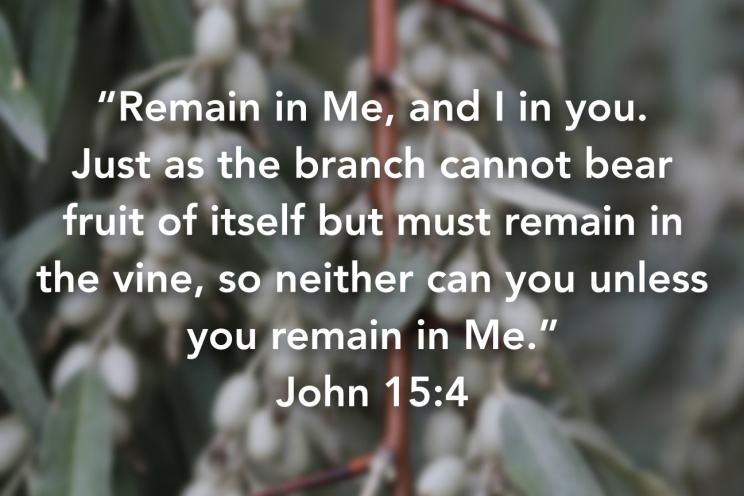 “Remain in Me, and I in you.
Just as the branch cannot bear
fruit of itself but must remain in
the vine, so neither can you unless
you remain in Me.”
John 15:4